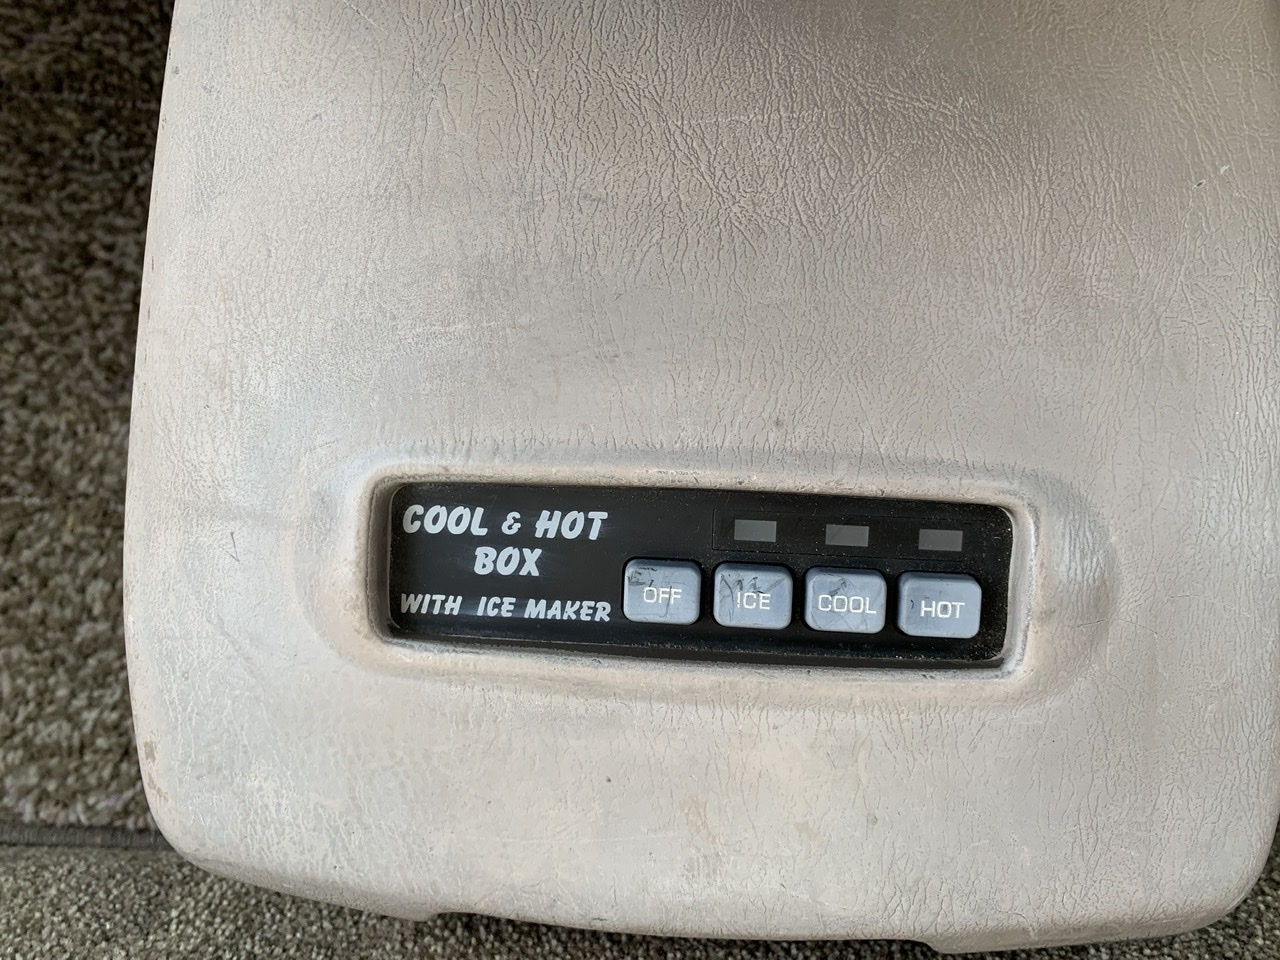 COOL & HOT
BOX
WITH ICE MAKER
OFF
ICE
COOL
HOT